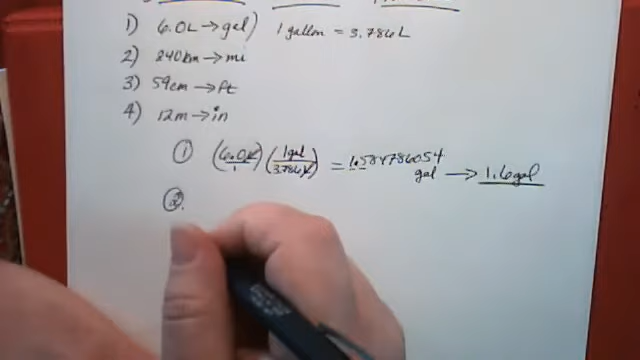 1) 6.0L → gal) 1 gallon = 3.786L
2) 240km → mi
3) 59cm → ft
4) 12m → in
① (6.0L/1) (1gal/3.786L) = 1.584786054 gal → 1.6gal
②